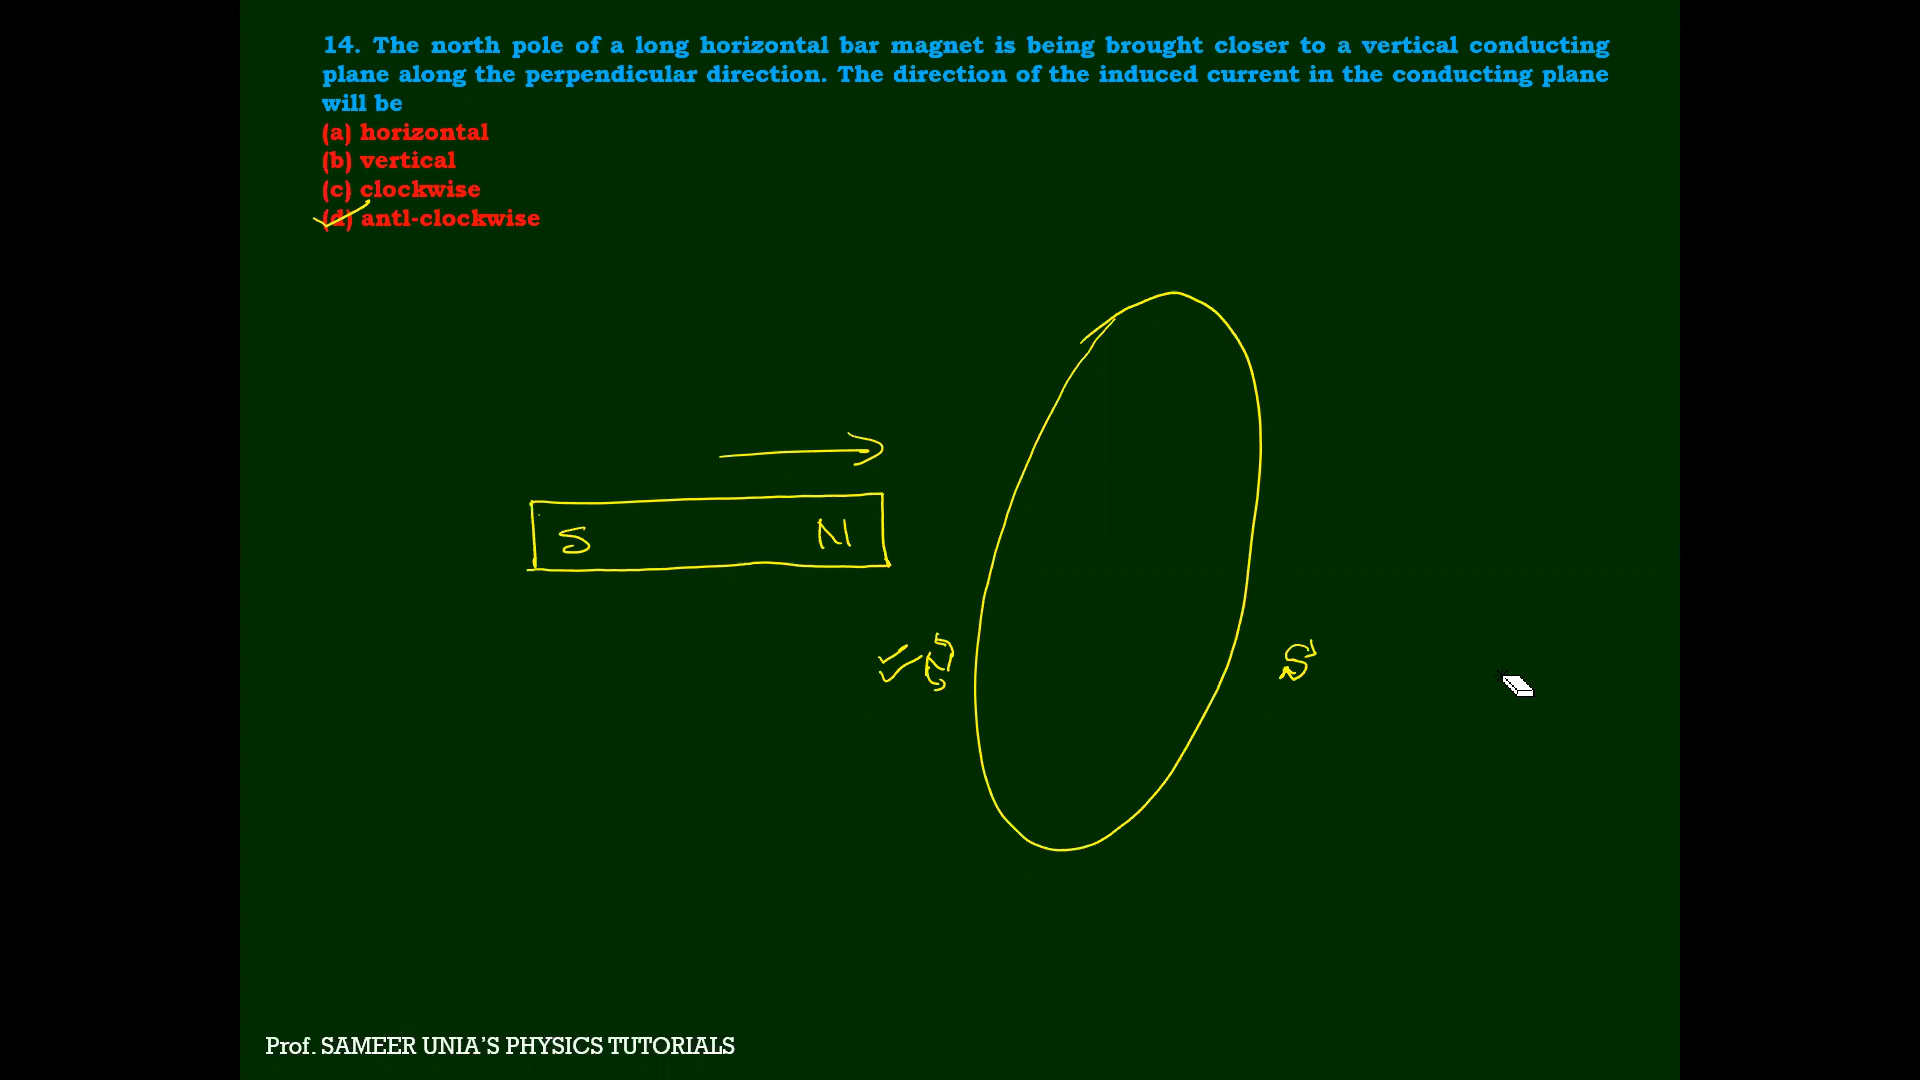 14. The north pole of a long horizontal bar magnet is being brought closer to a vertical conducting
plane along the perpendicular direction. The direction of the induced current in the conducting plane
will be
(a) horizontal
(b) vertical
(c) clockwise
(d) antl-clockwise
S N
N S
Prof. SAMEER UNIA'S PHYSICS TUTORIALS